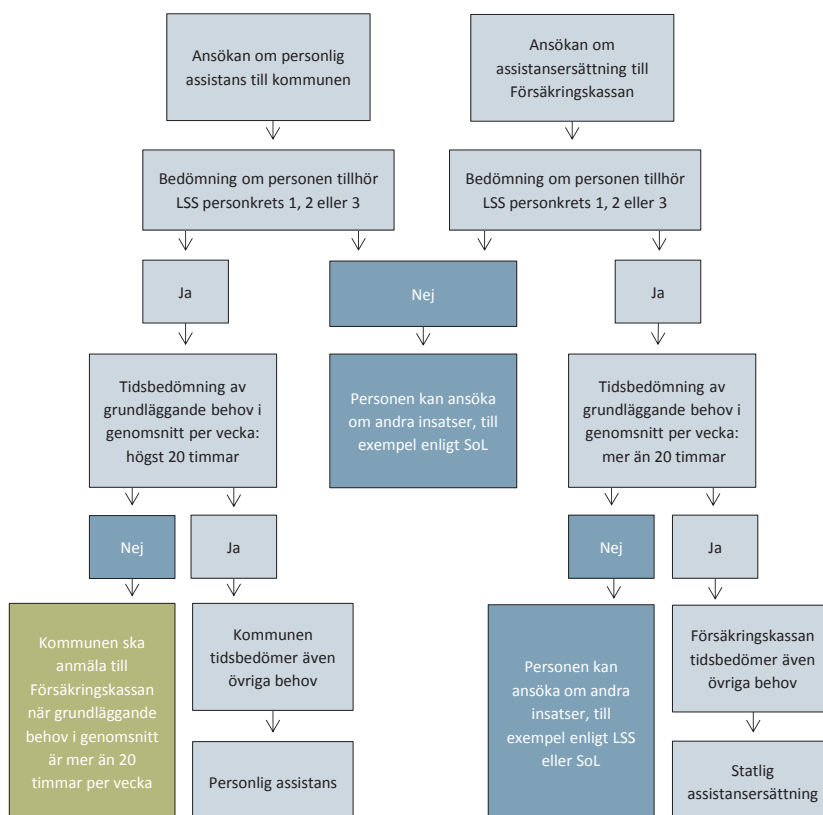 Ansökan om personlig
assistans till kommunen
Ansökan om
assistansersättning till
Försäkringskassan
Bedömning om personen tillhör
LSS personkrets 1, 2 eller 3
Bedömning om personen tillhör
LSS personkrets 1, 2 eller 3
Ja
Nej
Ja
Tidsbedömning av
grundläggande behov i
genomsnitt per vecka:
högst 20 timmar
Personen kan ansöka
om andra insatser, till
exempel enligt SoL
Tidsbedömning av
grundläggande behov i
genomsnitt per vecka:
mer än 20 timmar
Nej
Ja
Nej
Ja
Kommunen ska
anmäla till
Försäkringskassan
när grundläggande
behov i genomsnitt
är mer än 20
timmar per vecka
Kommunen
tidsbedömer även
övriga behov
Personen kan
ansöka om andra
insatser, till
exempel enligt LSS
eller SoL
Försäkringskassan
tidsbedömer även
övriga behov
Personlig assistans
Statlig
assistansersättning